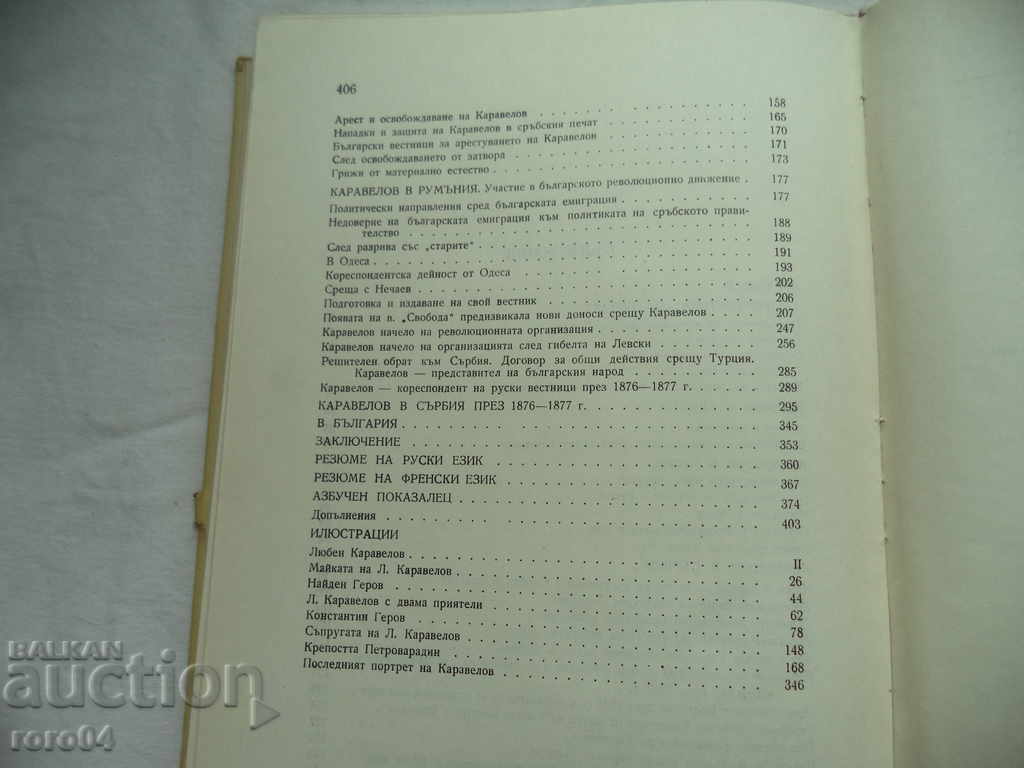 406
Арест и освобождаване на Каравелов . . . . . . . . . . 158
Нападки и защита на Каравелов в сръбския печат . . . . . . . . . . 165
Български вестници за арестуването на Каравелов . . . . . . . . . . 170
След освобождаването от затвора . . . . . . . . . . 171
Грижи от материално естество . . . . . . . . . . 173
КАРАВЕЛОВ В РУМЪНИЯ. Участие в българското революционно движение . 177
Политически направления сред българската емиграция . . . . . . . . . . 177
Недоверие на българската емиграция към политиката на сръбското прави-
телство . . . . . . . . . . 188
След разрива със „старите“ . . . . . . . . . . 189
В Одеса . . . . . . . . . . 191
Кореспондентска дейност от Одеса . . . . . . . . . . 193
Среща с Нечаев . . . . . . . . . . 202
Подготовка и издаване на свой вестник . . . . . . . . . . 206
Появата на в. „Свобода“ предизвикала нови доноси срещу Каравелов . . . 207
Каравелов начело на революционната организация . . . . . . . . . . 247
Каравелов начело на организацията след гибелта на Левски . . . . . . . 256
Решителен обрат към Сърбия. Договор за общи действия срещу Турция.
Каравелов — представител на българския народ . . . . . . . . . . 285
Каравелов — кореспондент на руски вестници през 1876—1877 г. . . . . . 289
КАРАВЕЛОВ В СЪРБИЯ ПРЕЗ 1876—1877 г. . . . . . . . . . . 295
В БЪЛГАРИЯ . . . . . . . . . . 345
ЗАКЛЮЧЕНИЕ . . . . . . . . . . 353
РЕЗЮМЕ НА РУСКИ ЕЗИК . . . . . . . . . . 360
РЕЗЮМЕ НА ФРЕНСКИ ЕЗИК . . . . . . . . . . 367
АЗБУЧЕН ПОКАЗАЛЕЦ . . . . . . . . . . 374
Допълнения . . . . . . . . . . 403
ИЛЮСТРАЦИИ
Любен Каравелов . . . . . . . . . . II
Майката на Л. Каравелов . . . . . . . . . . 26
Найден Геров . . . . . . . . . . 44
Л. Каравелов с двама приятели . . . . . . . . . . 62
Константин Геров . . . . . . . . . . 78
Съпругата на Л. Каравелов . . . . . . . . . . 148
Крепостта Петроварадин . . . . . . . . . . 168
Последният портрет на Каравелов . . . . . . . . . . 346
BALKAN
auction
roro04